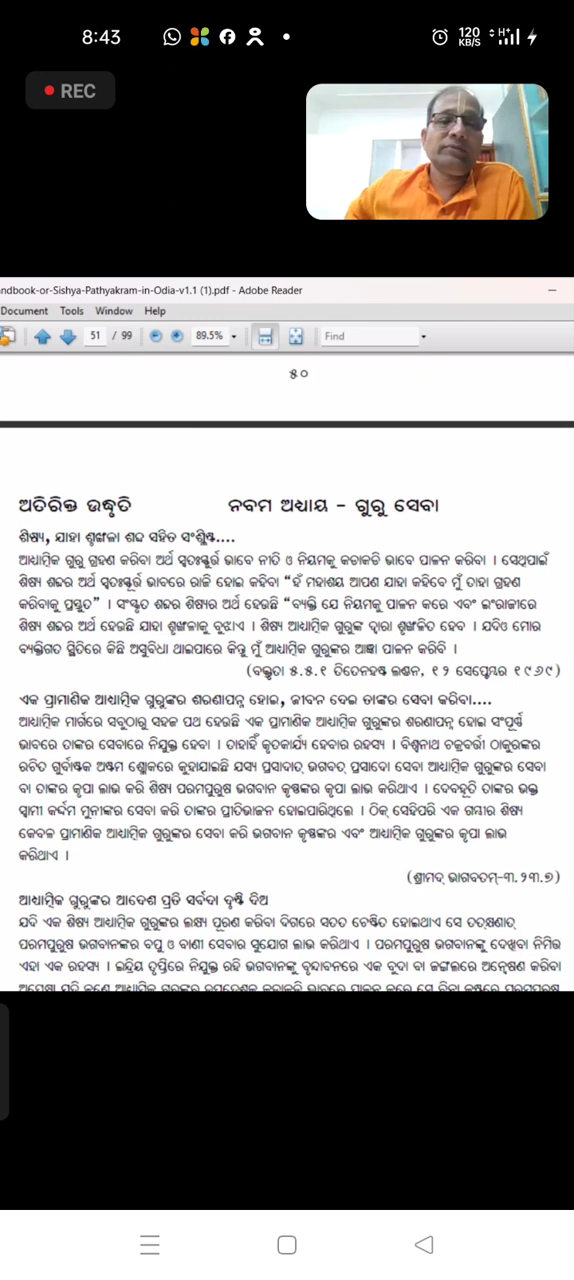 8:43
120 KB/S
H+
REC
ndbook-or-Sishya-Pathyakram-in-Odia-v1.1 (1).pdf - Adobe Reader
Document Tools Window Help
51 / 99 89.5% Find
୫୦
ଅତିରିକ୍ତ ଉଦ୍ଧୃତି ନବମ ଅଧ୍ୟାୟ – ଗୁରୁ ସେବା
ଶିଷ୍ୟ, ଯାହା ଶୃଙ୍ଖଳା ଶବ୍ଦ ସହିତ ସଂଶ୍ଳିଷ୍ଟ....
ଆଧ୍ୟାତ୍ମିକ ଗୁରୁ ଗ୍ରହଣ କରିବା ଅର୍ଥ ସ୍ୱତଃସ୍ଫୂର୍ତ୍ତ ଭାବେ ନୀତି ଓ ନିୟମକୁ କଡାକଡି ଭାବେ ପାଳନ କରିବା । ସେଥିପାଇଁ
ଶିଷ୍ୟ ଶବ୍ଦର ଅର୍ଥ ସ୍ୱତଃସ୍ଫୂର୍ତ୍ତ ଭାବରେ ରାଜି ହୋଇ କହିବା “ହଁ ମହାଶୟ ଆପଣ ଯାହା କହିବେ ମୁଁ ତାହା ଗ୍ରହଣ
କରିବାକୁ ପ୍ରସ୍ତୁତ” । ସଂସ୍କୃତ ଶବ୍ଦର ଶିଷ୍ୟର ଅର୍ଥ ହେଉଛି “ବ୍ୟକ୍ତି ଯେ ନିୟମକୁ ପାଳନ କରେ ଏବଂ ଇଂରାଜୀରେ
ଶିଷ୍ୟ ଶବ୍ଦର ଅର୍ଥ ହେଉଛି ଯାହା ଶୃଙ୍ଖଳାକୁ ବୁଝାଏ । ଶିଷ୍ୟ ଆଧ୍ୟାତ୍ମିକ ଗୁରୁଙ୍କ ଦ୍ୱାରା ଶୃଙ୍ଖଳିତ ହେବ । ଯଦିଓ ମୋର
ବ୍ୟକ୍ତିଗତ ସ୍ଥିତିରେ କିଛି ଅସୁବିଧା ଥାଇପାରେ କିନ୍ତୁ ମୁଁ ଆଧ୍ୟାତ୍ମିକ ଗୁରୁଙ୍କର ଆଜ୍ଞା ପାଳନ କରିବି ।
(ବକ୍ତୃତା ୫.୫.୧ ତିତେନହଷ୍ଟ ଲଣ୍ଡନ, ୧୨ ସେପ୍ଟେମ୍ବର ୧୯୬୯)
ଏକ ପ୍ରାମାଣିକ ଆଧ୍ୟାତ୍ମିକ ଗୁରୁଙ୍କର ଶରଣାପନ୍ନ ହୋଇ, ଜୀବନ ଦେଇ ତାଙ୍କର ସେବା କରିବା....
ଆଧ୍ୟାତ୍ମିକ ମାର୍ଗରେ ସବୁଠାରୁ ସହଜ ପଥ ହେଉଛି ଏକ ପ୍ରାମାଣିକ ଆଧ୍ୟାତ୍ମିକ ଗୁରୁଙ୍କର ଶରଣାପନ୍ନ ହୋଇ ସଂପୂର୍ଣ୍ଣ
ଭାବରେ ତାଙ୍କର ସେବାରେ ନିଯୁକ୍ତ ହେବା । ତାହାହିଁ କୃତକାର୍ଯ୍ୟ ହେବାର ରହସ୍ୟ । ବିଶ୍ୱନାଥ ଚକ୍ରବର୍ତ୍ତୀ ଠାକୁରଙ୍କର
ରଚିତ ଗୁର୍ବାଷ୍ଟକ ଅଷ୍ଟମ ଶ୍ଳୋକରେ କୁହାଯାଇଛି ଯସ୍ୟ ପ୍ରସାଦାତ୍ ଭଗବତ୍ ପ୍ରସାଦୋ ସେବା ଆଧ୍ୟାତ୍ମିକ ଗୁରୁଙ୍କର ସେବା
ବା ତାଙ୍କର କୃପା ଲାଭ କରି ଶିଷ୍ୟ ପରମପୁରୁଷ ଭଗବାନ କୃଷ୍ଣଙ୍କର କୃପା ଲାଭ କରିଥାଏ । ଦେବହୂତି ତାଙ୍କର ଭକ୍ତ
ସ୍ୱାମୀ କର୍ଦ୍ଦମ ମୁନୀଙ୍କର ସେବା କରି ତାଙ୍କର ପ୍ରୀତିଭାଜନ ହୋଇପାରିଥିଲେ । ଠିକ୍ ସେହିପରି ଏକ ଗମ୍ଭୀର ଶିଷ୍ୟ
କେବଳ ପ୍ରାମାଣିକ ଆଧ୍ୟାତ୍ମିକ ଗୁରୁଙ୍କର ସେବା କରି ଭଗବାନ କୃଷ୍ଣଙ୍କର ଏବଂ ଆଧ୍ୟାତ୍ମିକ ଗୁରୁଙ୍କର କୃପା ଲାଭ
କରିଥାଏ ।
(ଶ୍ରୀମଦ୍ ଭାଗବତମ୍-୩.୨୩.୭)
ଆଧ୍ୟାତ୍ମିକ ଗୁରୁଙ୍କର ଆଦେଶ ପ୍ରତି ସର୍ବଦା ଦୃଷ୍ଟି ଦିଅ
ଯଦି ଏକ ଶିଷ୍ୟ ଆଧ୍ୟାତ୍ମିକ ଗୁରୁଙ୍କର ଲକ୍ଷ୍ୟ ପୂରଣ କରିବା ଦିଗରେ ସତତ ଚେଷ୍ଟିତ ହୋଇଥାଏ ସେ ତତ୍‌କ୍ଷଣାତ୍
ପରମପୁରୁଷ ଭଗବାନଙ୍କର ବପୁ ଓ ବାଣୀ ସେବାର ସୁଯୋଗ ଲାଭ କରିଥାଏ । ପରମପୁରୁଷ ଭଗବାନଙ୍କୁ ଦେଖିବା ନିମିତ୍ତ
ଏହା ଏକ ରହସ୍ୟ । ଇନ୍ଦ୍ରିୟ ତୃପ୍ତିରେ ନିଯୁକ୍ତ ରହି ଭଗବାନଙ୍କୁ ବୃନ୍ଦାବନରେ ଏକ ବୁଦା ବା ଜଙ୍ଗଲରେ ଅନ୍ୱେଷଣ କରିବା